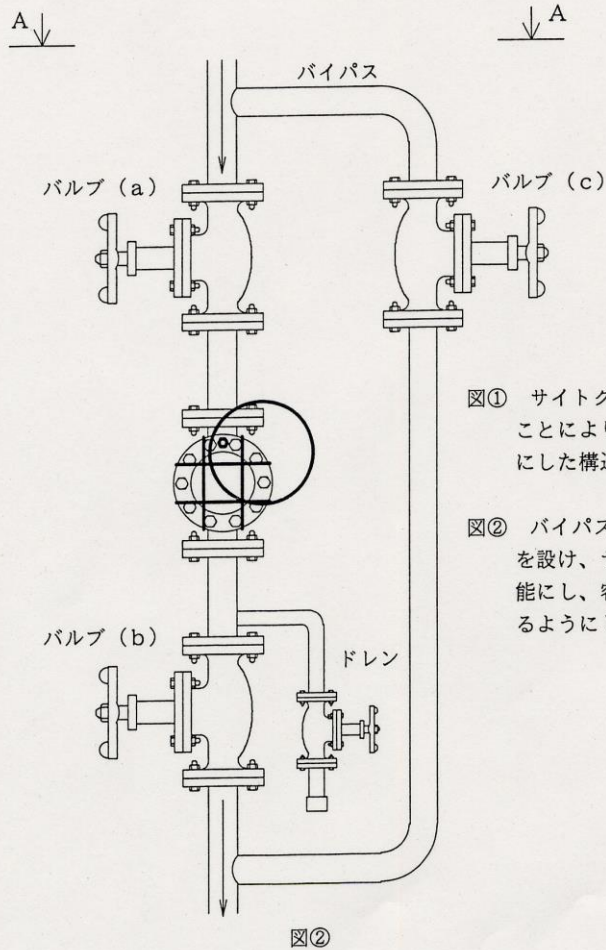 A
A
バイパス
バルブ（a）
バルブ（c）
図① サイトグ
ことにより
にした構造
図② バイパス
を設け、
能にし、容
るように
バルブ（b）
ドレン
図②